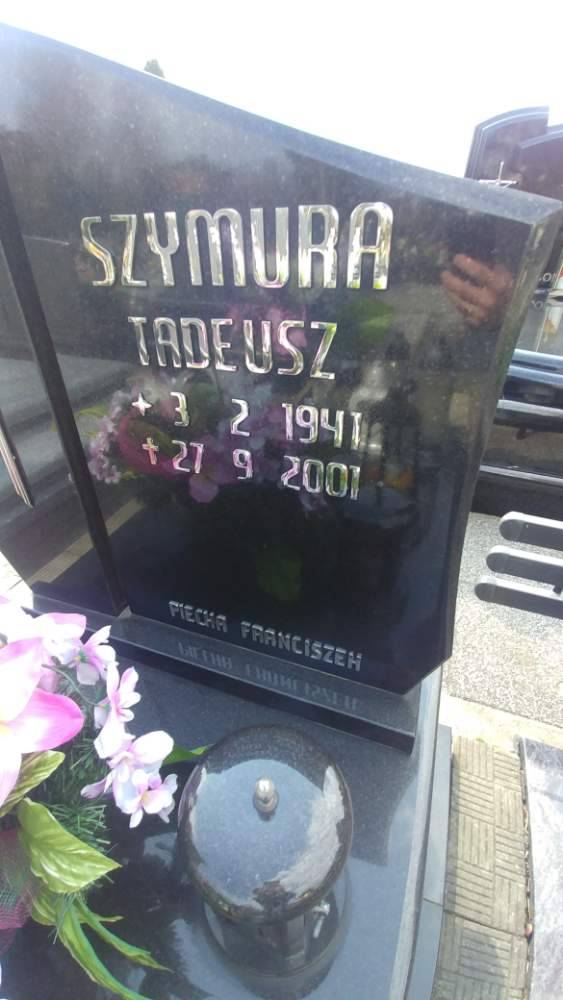 SZYMURA
TADEUSZ
3 2 1941
27 9 2001
PIECHA FRANCISZEK